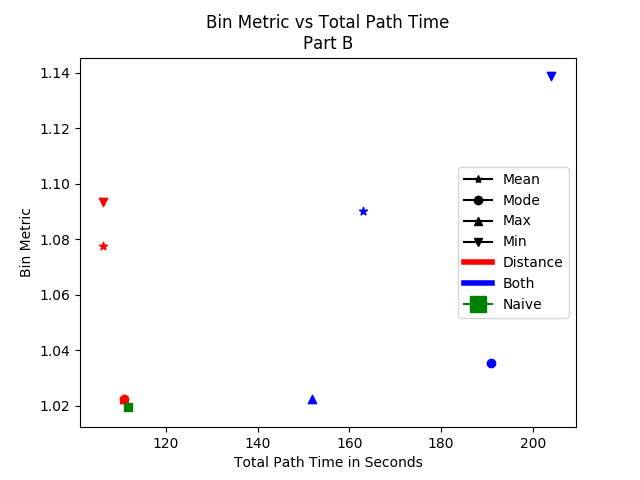 Bin Metric vs Total Path Time
Part B
1.14
1.12
1.10
1.08
1.06
1.04
1.02
Bin Metric
Mean
Mode
Max
Min
Distance
Both
Naive
120
140
160
180
200
Total Path Time in Seconds